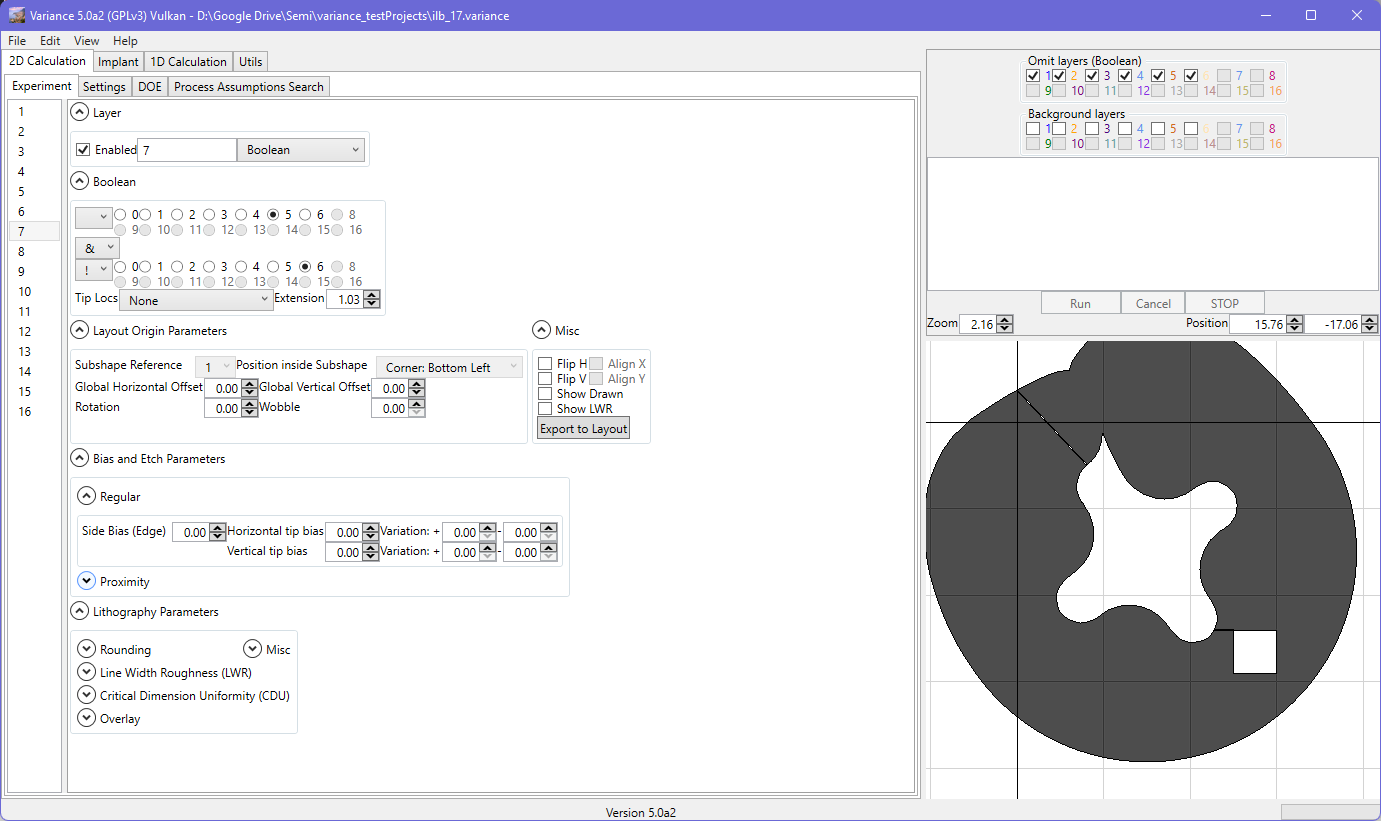 Variance 5.0a2 (GPLv3) Vulkan - D:\Google Drive\Semi\variance_testProjects\ilb_17.variance
File Edit View Help
2D Calculation Implant 1D Calculation Utils
Experiment Settings DOE Process Assumptions Search
1
2
3
4
5
6
7
8
9
10
11
12
13
14
15
16
Layer
Enabled 7 Boolean
Boolean
0 1 2 3 4 5 6 8
9 10 11 12 13 14 15 16
&
! 0 1 2 3 4 5 6 8
9 10 11 12 13 14 15 16
Tip Locs None Extension 1.03
Layout Origin Parameters
Subshape Reference 1 Position inside Subshape Corner: Bottom Left
Global Horizontal Offset 0.00 Global Vertical Offset 0.00
Rotation 0.00 Wobble 0.00
Misc
Flip H Align X
Flip V Align Y
Show Drawn
Show LWR
Export to Layout
Bias and Etch Parameters
Regular
Side Bias (Edge) 0.00 Horizontal tip bias 0.00 Variation: + 0.00 - 0.00
Vertical tip bias 0.00 Variation: + 0.00 - 0.00
Proximity
Lithography Parameters
Rounding Misc
Line Width Roughness (LWR)
Critical Dimension Uniformity (CDU)
Overlay
Omit layers (Boolean)
1 2 3 4 5 6 7 8
9 10 11 12 13 14 15 16
Background layers
1 2 3 4 5 6 7 8
9 10 11 12 13 14 15 16
Run Cancel STOP
Zoom 2.16 Position 15.76 -17.06
Version 5.0a2